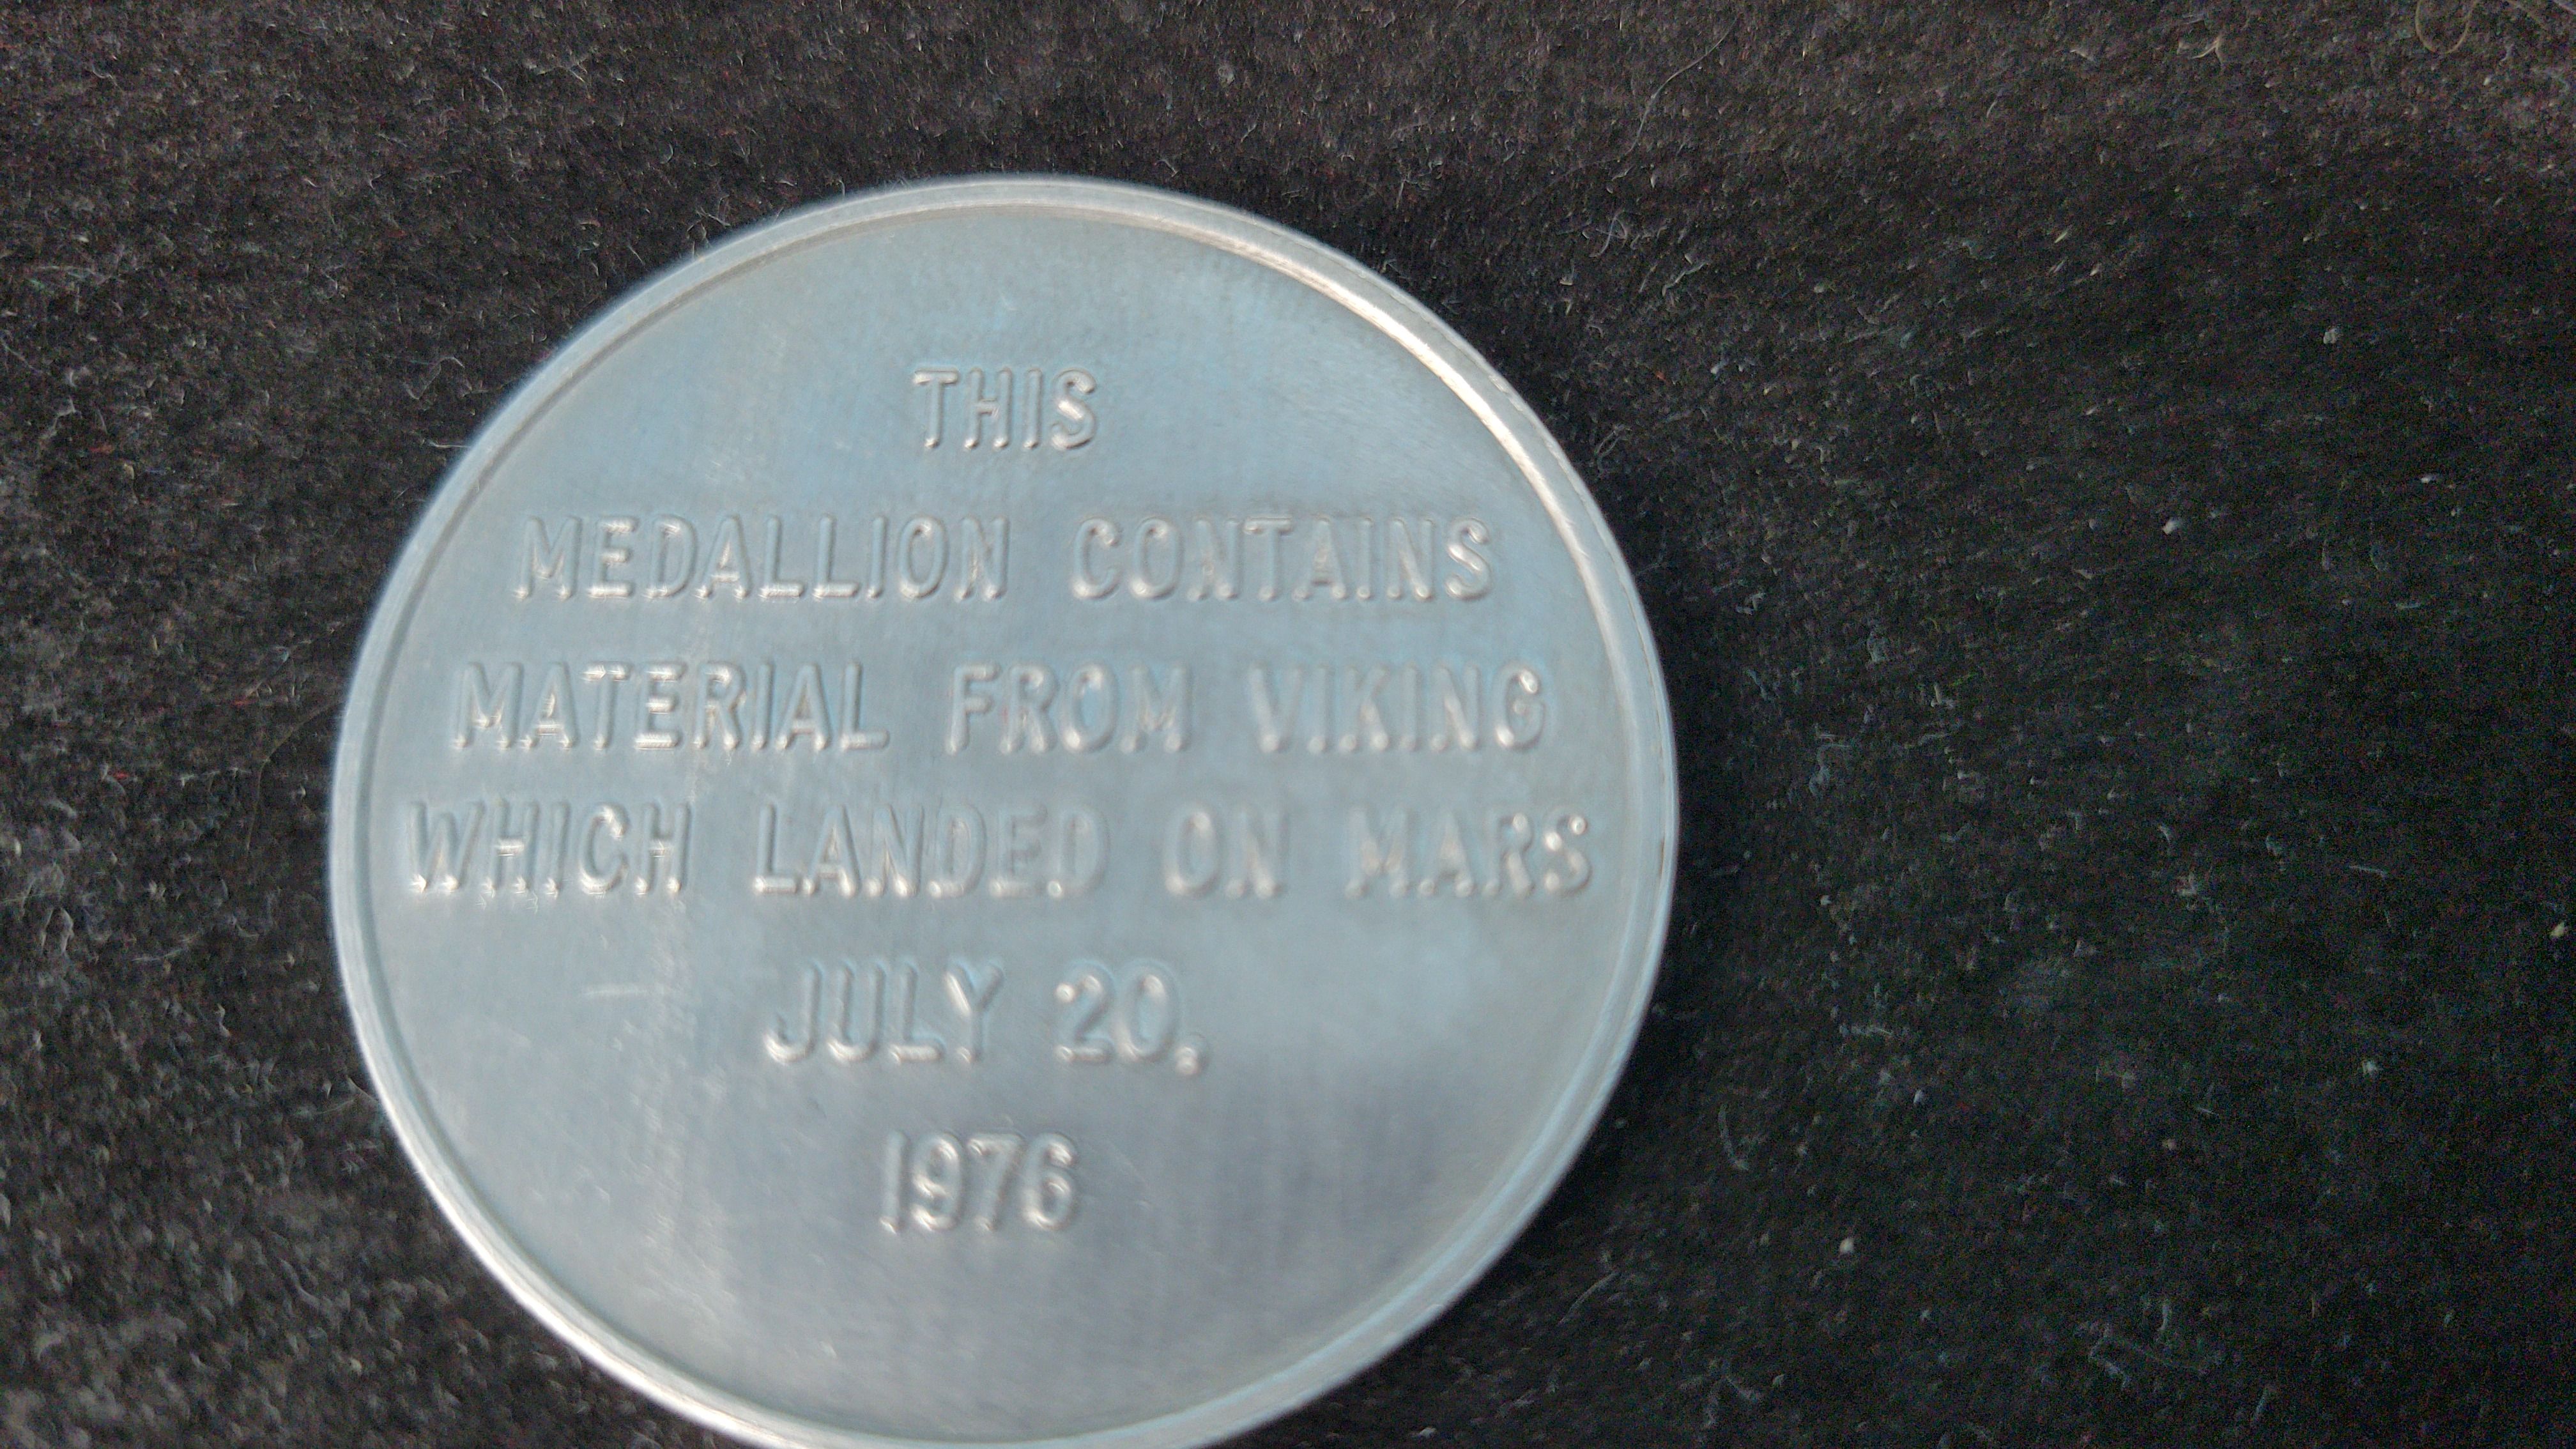 THIS
MEDALLION CONTAINS
MATERIAL FROM VIKING
WHICH LANDED ON MARS
JULY 20,
1976